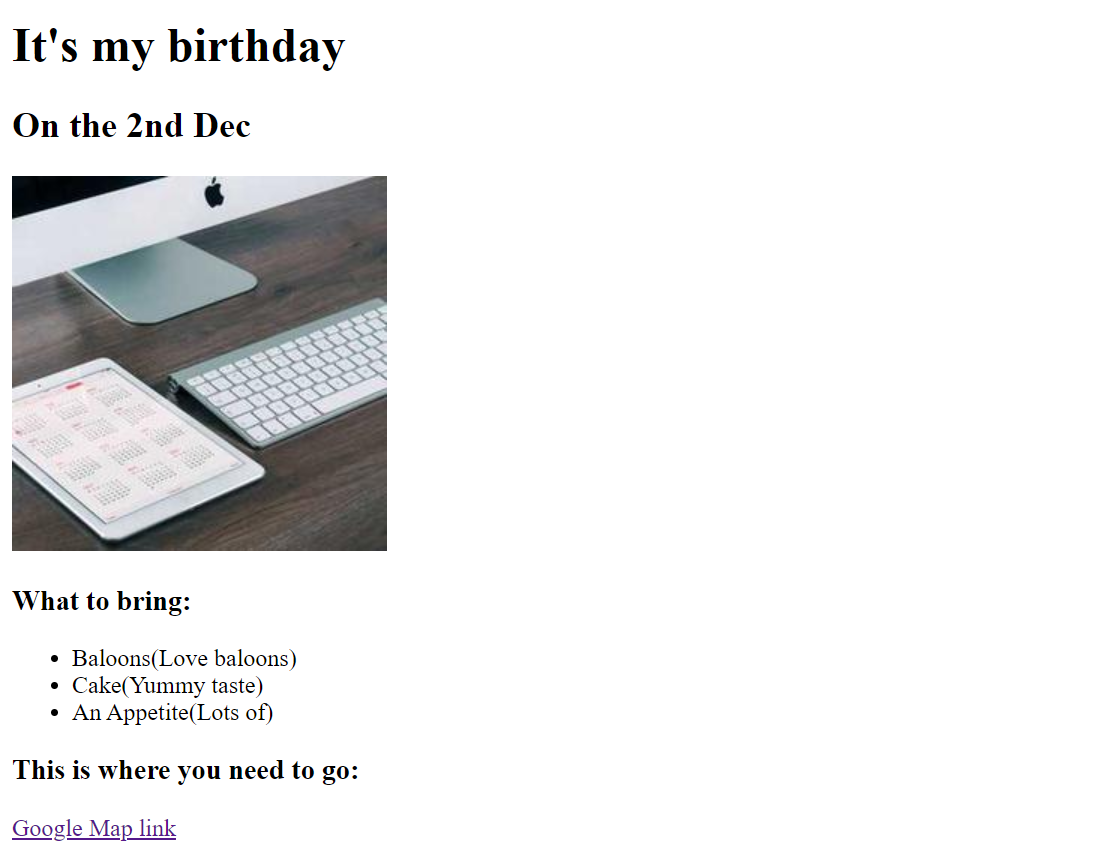 It's my birthday
On the 2nd Dec
What to bring:
Baloons(Love baloons)
Cake(Yummy taste)
An Appetite(Lots of)
This is where you need to go:
Google Map link